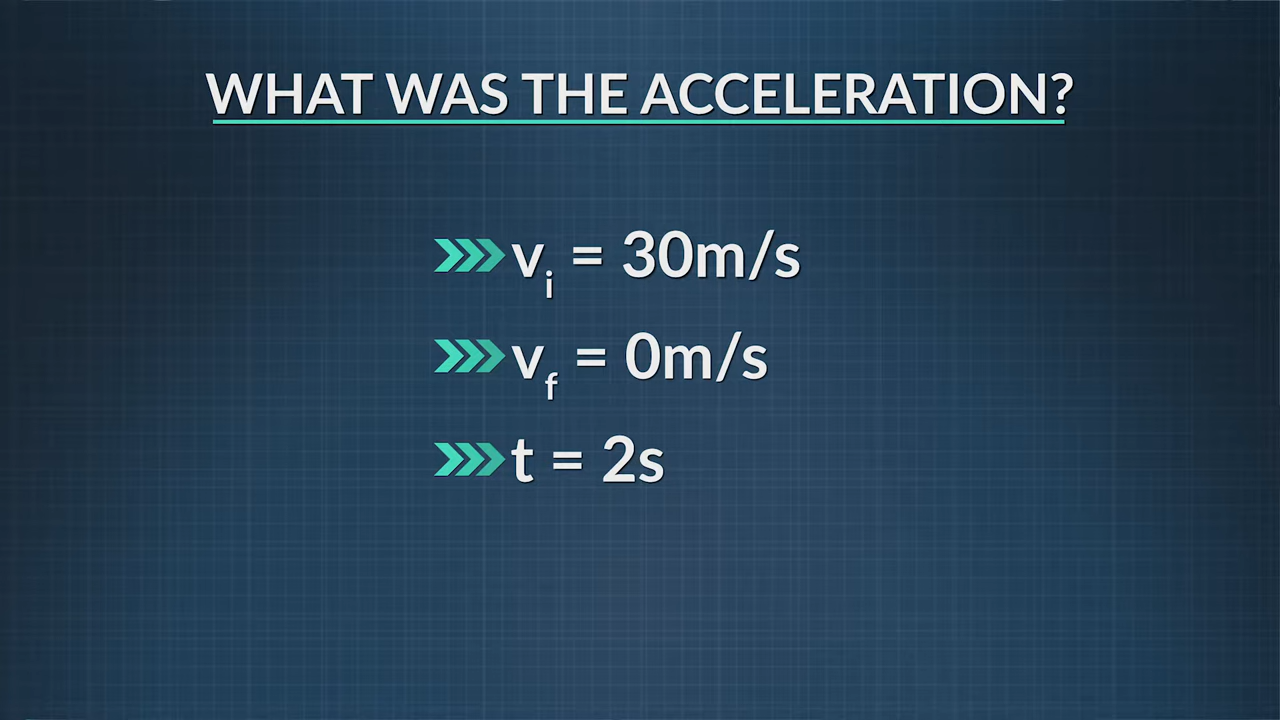 WHAT WAS THE ACCELERATION?
vi = 30m/s
vf = 0m/s
t = 2s